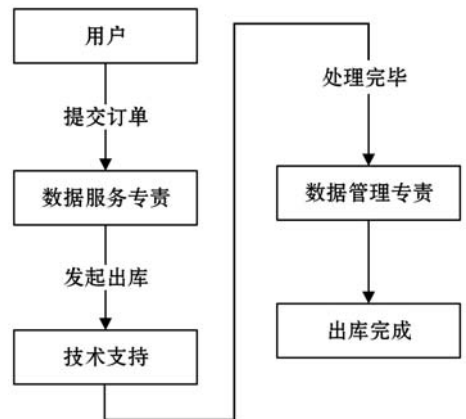 用户
提交订单
数据服务专责
发起出库
技术支持
处理完毕
数据管理专责
出库完成